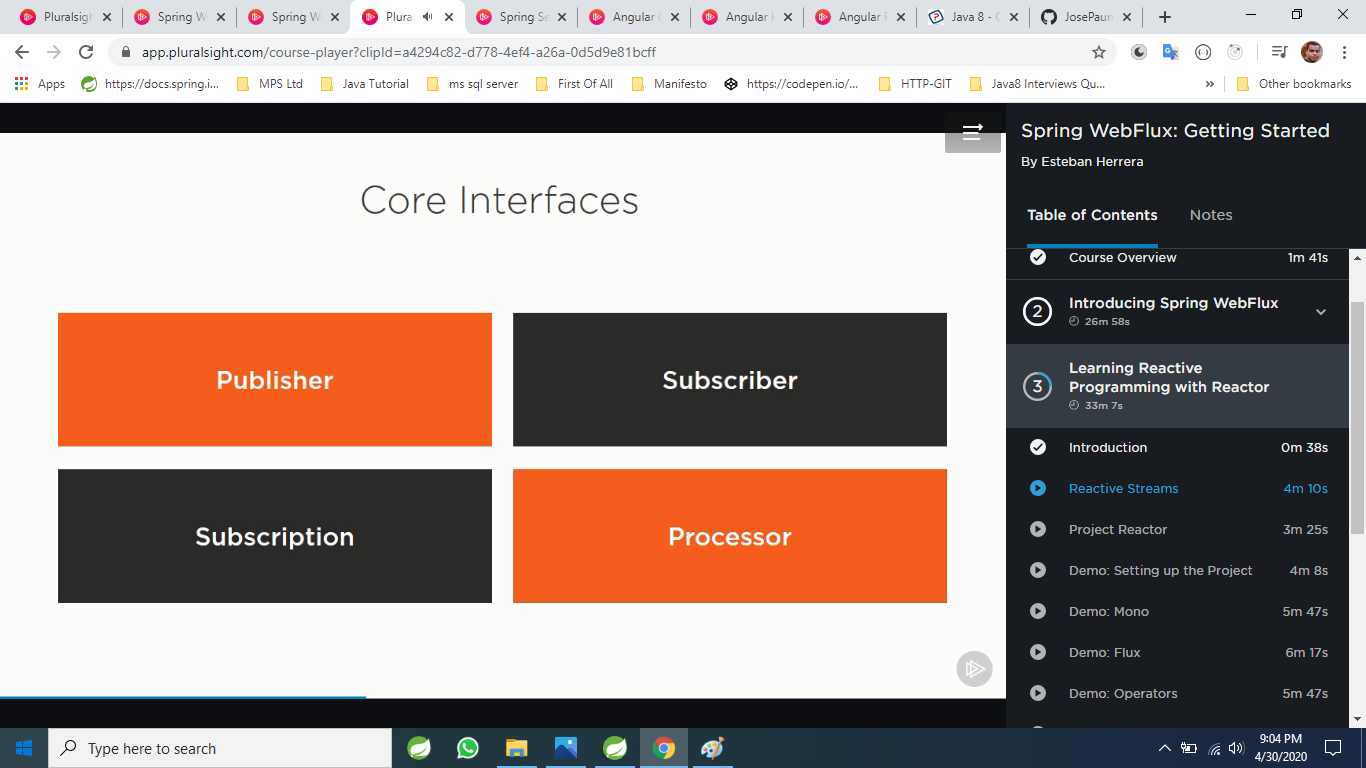 Pluralsigh
Spring W
Spring W
Plura
Spring Se
Angular
Angular
Angular
Java 8 -
JosePaun
app.pluralsight.com/course-player?clipId=a4294c82-d778-4ef4-a26a-0d5d9e81bcff
Apps
https://docs.spring.i...
MPS Ltd
Java Tutorial
ms sql server
First Of All
Manifesto
https://codepen.io/...
HTTP-GIT
Java8 Interviews Qu...
»
Other bookmarks
Core Interfaces
Publisher
Subscriber
Subscription
Processor
Spring WebFlux: Getting Started
By Esteban Herrera
Table of Contents
Notes
Course Overview 1m 41s
2
Introducing Spring WebFlux
26m 58s
3
Learning Reactive
Programming with Reactor
33m 7s
Introduction 0m 38s
Reactive Streams 4m 10s
Project Reactor 3m 25s
Demo: Setting up the Project 4m 8s
Demo: Mono 5m 47s
Demo: Flux 6m 17s
Demo: Operators 5m 47s
Type here to search
9:04 PM
4/30/2020